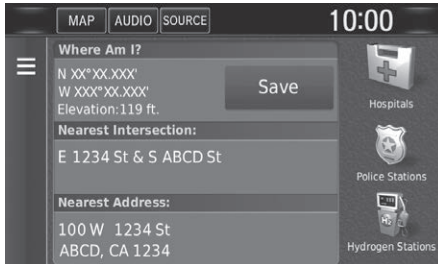 MAP AUDIO SOURCE 10:00
Where Am I?
N XX°XX.XXX'
W XXX°XX.XXX'
Elevation:119 ft.
Save
Nearest Intersection:
E 1234 St & S ABCD St
Nearest Address:
100 W 1234 St
ABCD, CA 1234
Hospitals
Police Stations
H2
Hydrogen Stations